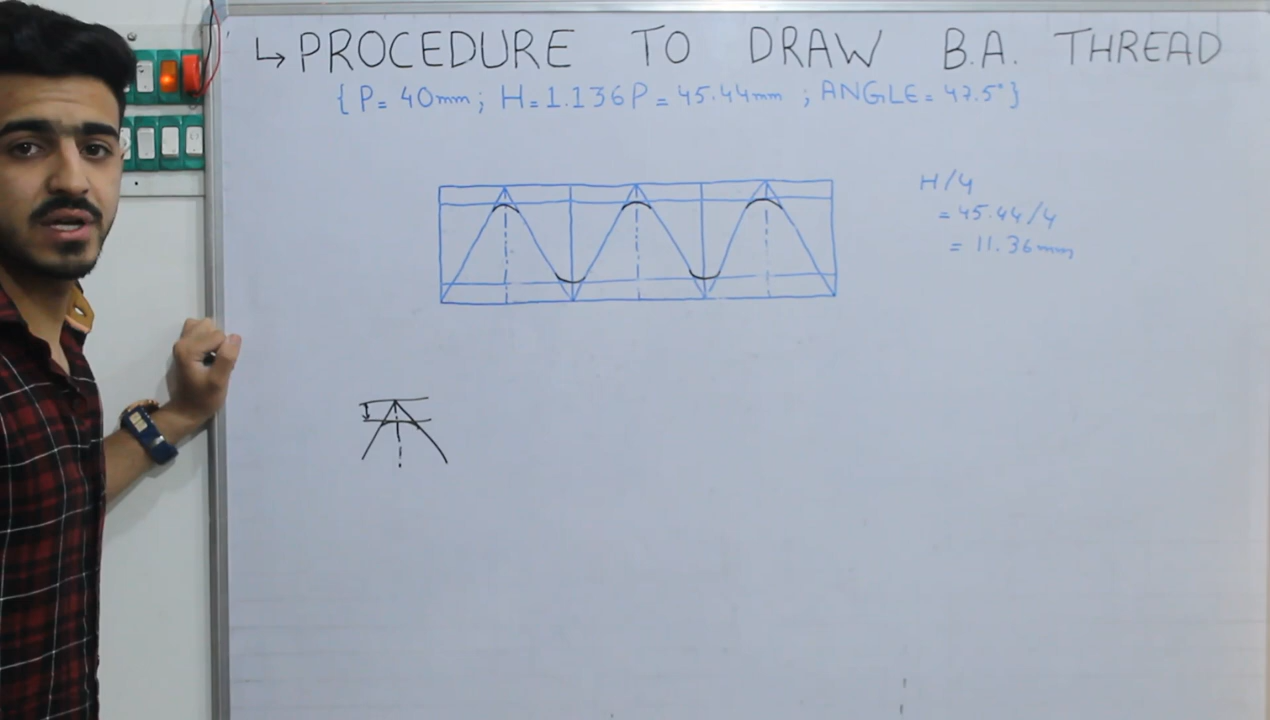 ↳ PROCEDURE TO DRAW B.A. THREAD
{ P = 40mm ; H = 1.136P = 45.44mm ; ANGLE = 47.5° }
H/4
= 45.44/4
= 11.36mm